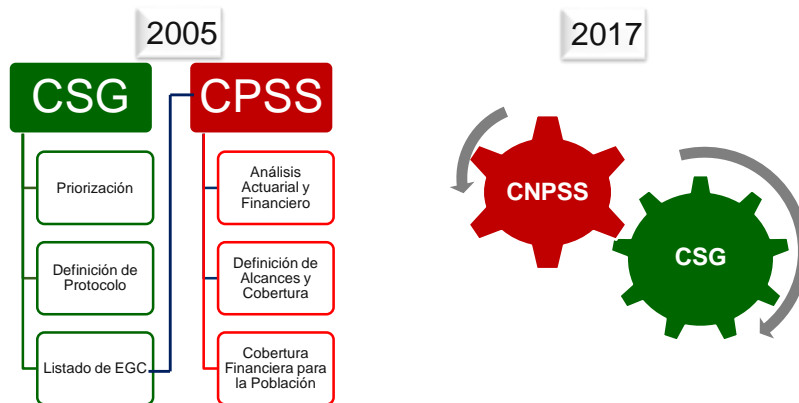 2005
CSG
Priorización
Definición de
Protocolo
Listado de EGC
CPSS
Análisis
Actuarial y
Financiero
Definición de
Alcances y
Cobertura
Cobertura
Financiera para
la Población
2017
CNPSS
CSG